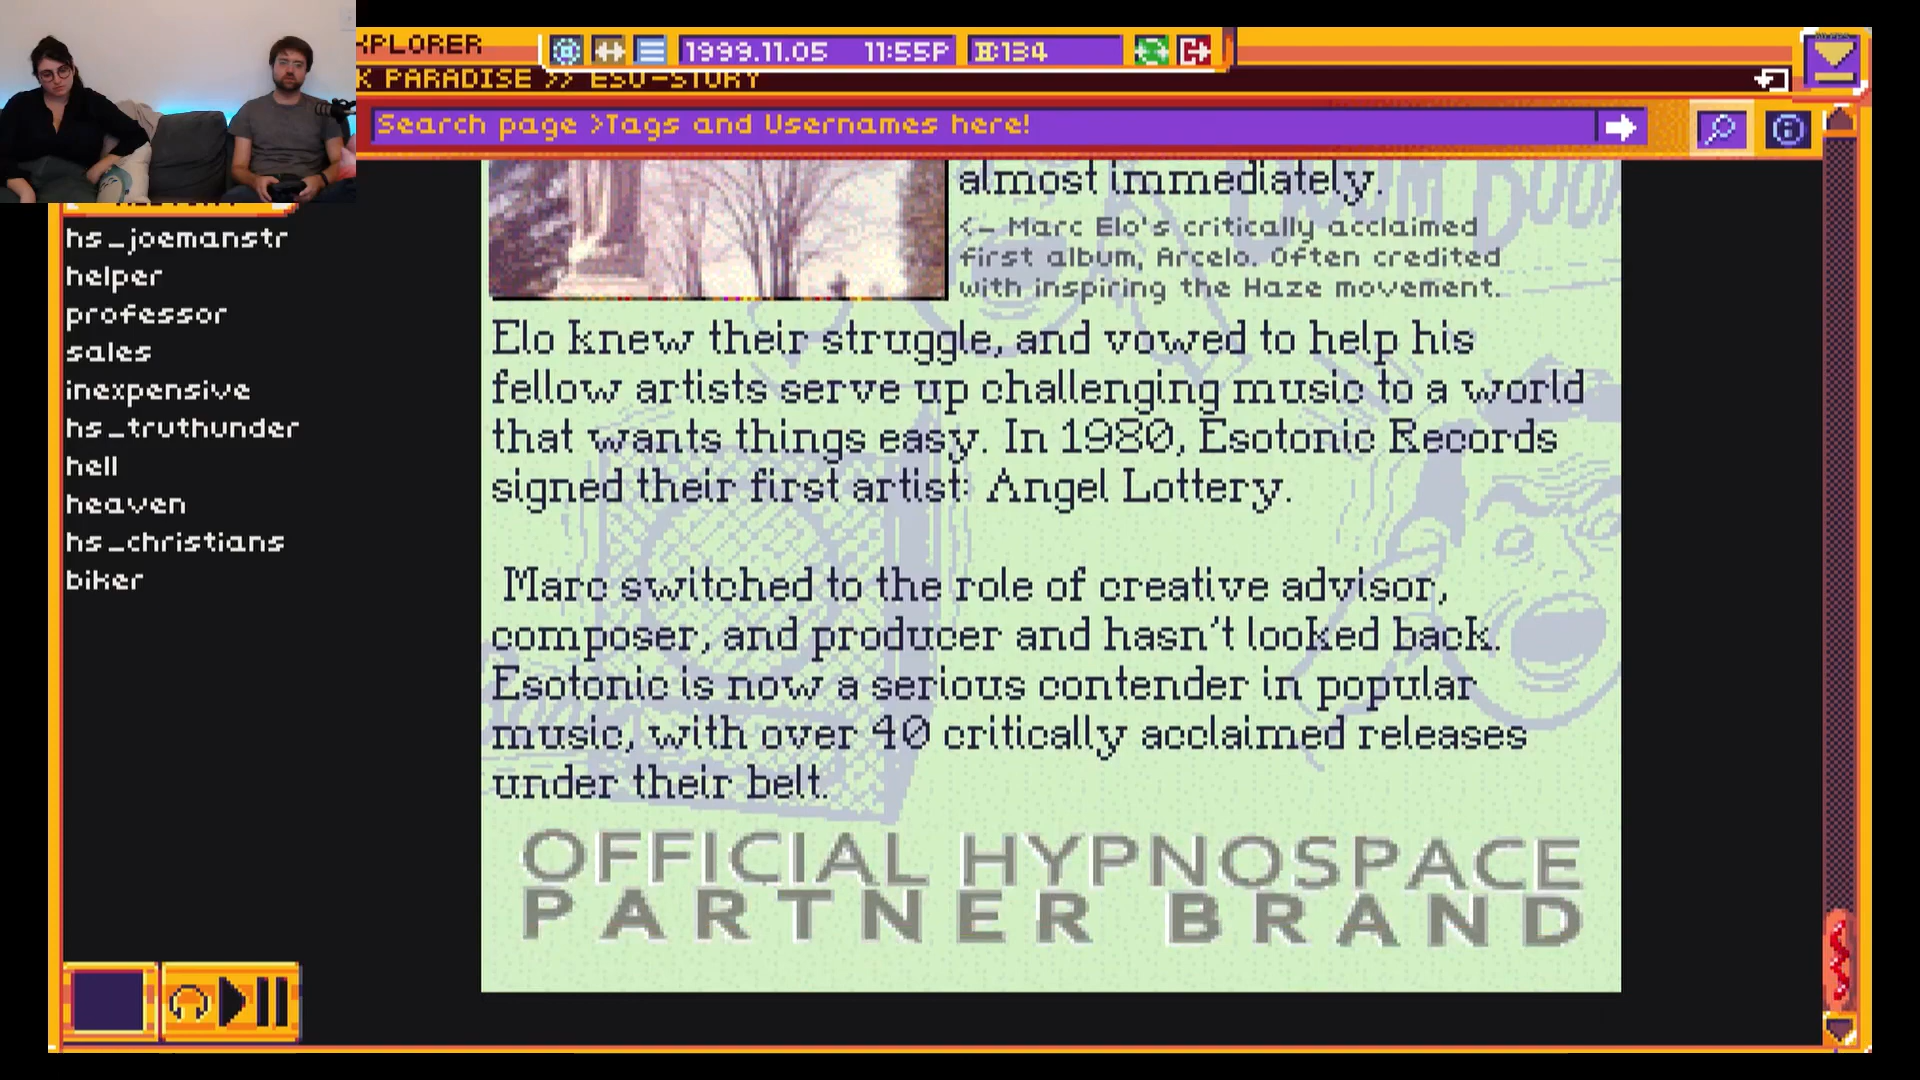 XPLORER
1999.11.05 11:55P
134
K PARADISE >> ESO-STORY
Search page >Tags and Usernames here!
hs_joemanstr
helper
professor
sales
inexpensive
hs_truthunder
hell
heaven
hs_christians
biker
almost immediately.
<- Marc Elo's critically acclaimed
first album, Arcelo. Often credited
with inspiring the Haze movement.
Elo knew their struggle, and vowed to help his
fellow artists serve up challenging music to a world
that wants things easy. In 1980, Esotonic Records
signed their first artist: Angel Lottery.
Marc switched to the role of creative advisor,
composer, and producer and hasn't looked back.
Esotonic is now a serious contender in popular
music, with over 40 critically acclaimed releases
under their belt.
OFFICIAL HYPNOSPACE
PARTNER BRAND